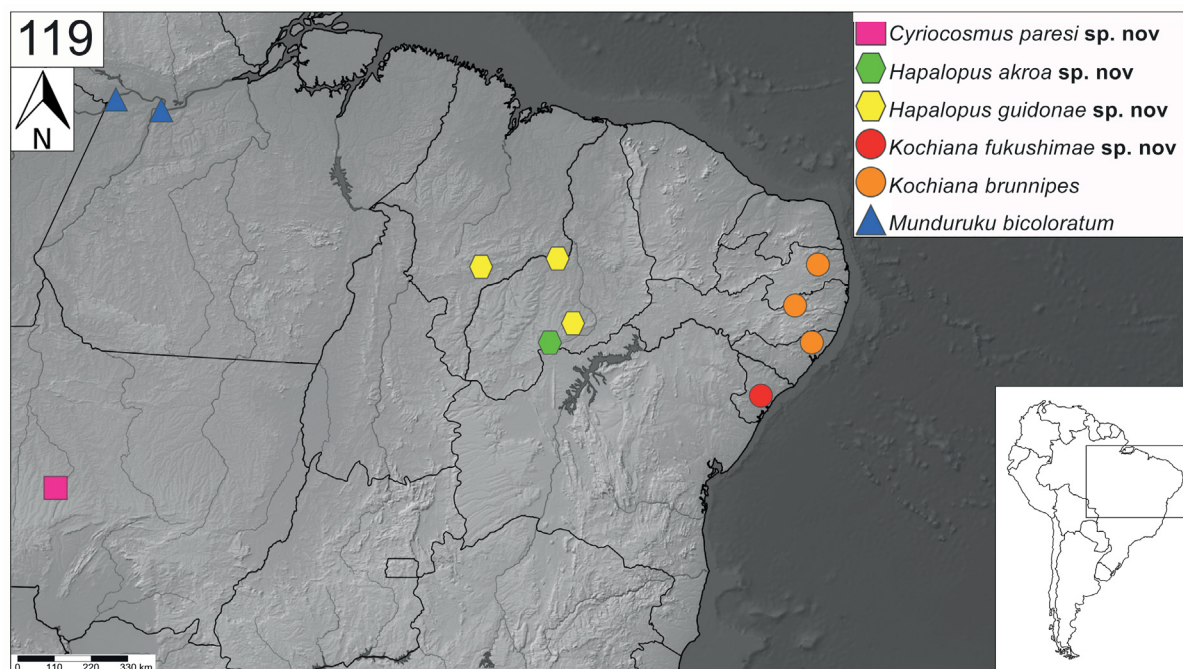 119
N
Cyriocosmus paresi sp. nov
Hapalopus akroa sp. nov
Hapalopus guidonae sp. nov
Kochiana fukushimae sp. nov
Kochiana brunnipes
Munduruku bicoloratum
0 110 220 330 km